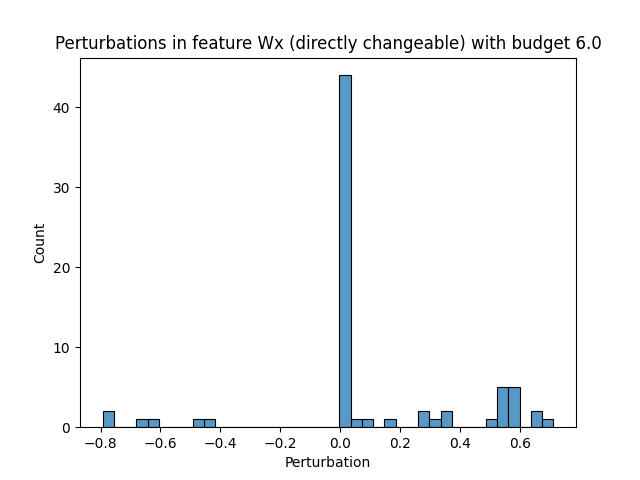 Perturbations in feature Wx (directly changeable) with budget 6.0
40
30
20
10
0
Count
−0.8 −0.6 −0.4 −0.2 0.0 0.2 0.4 0.6
Perturbation